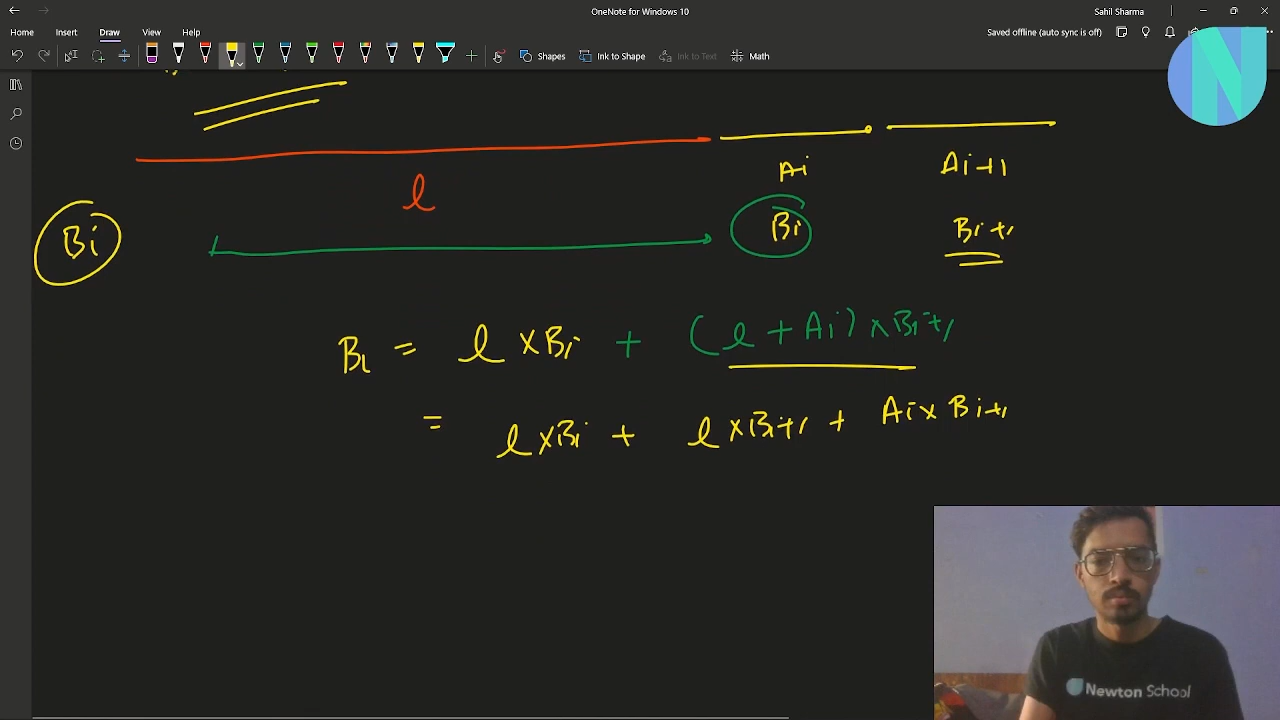 OneNote for Windows 10
Sahil Sharma
Home Insert Draw View Help
Saved offline (auto sync is off)
Shapes Ink to Shape Ink to Text Math
N
Ai Ai+1
l
Bi Bi Bi+1
Bi = l × Bi + (l + Ai) × Bi+1
= l × Bi + l × Bi+1 + Ai × Bi+1
Newton School